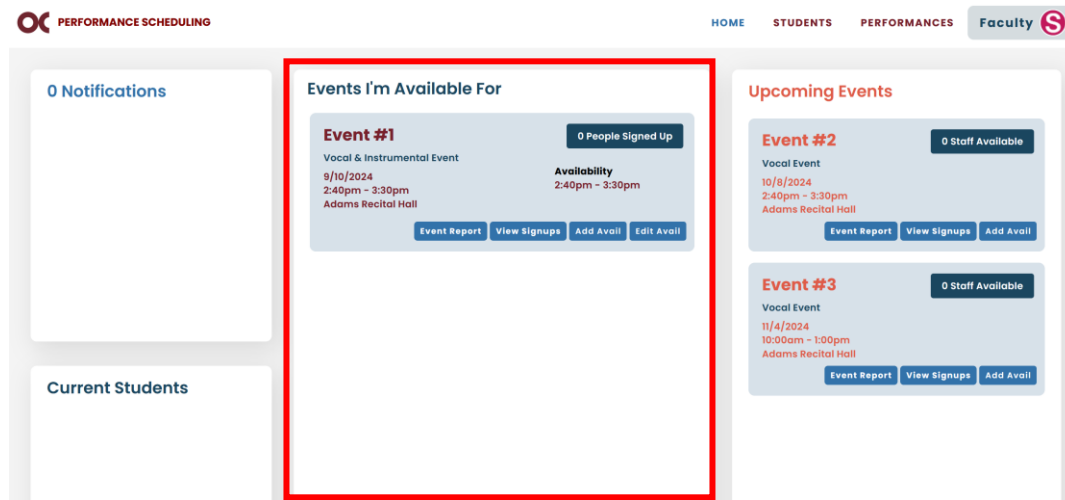 OC PERFORMANCE SCHEDULING
HOME STUDENTS PERFORMANCES Faculty S
0 Notifications
Current Students
Events I'm Available For
Event #1
0 People Signed Up
Vocal & Instrumental Event
9/10/2024
2:40pm - 3:30pm
Adams Recital Hall
Availability
2:40pm - 3:30pm
Event Report View Signups Add Avail Edit Avail
Upcoming Events
Event #2
0 Staff Available
Vocal Event
10/8/2024
2:40pm - 3:30pm
Adams Recital Hall
Event Report View Signups Add Avail
Event #3
0 Staff Available
Vocal Event
11/4/2024
10:00am - 1:00pm
Adams Recital Hall
Event Report View Signups Add Avail